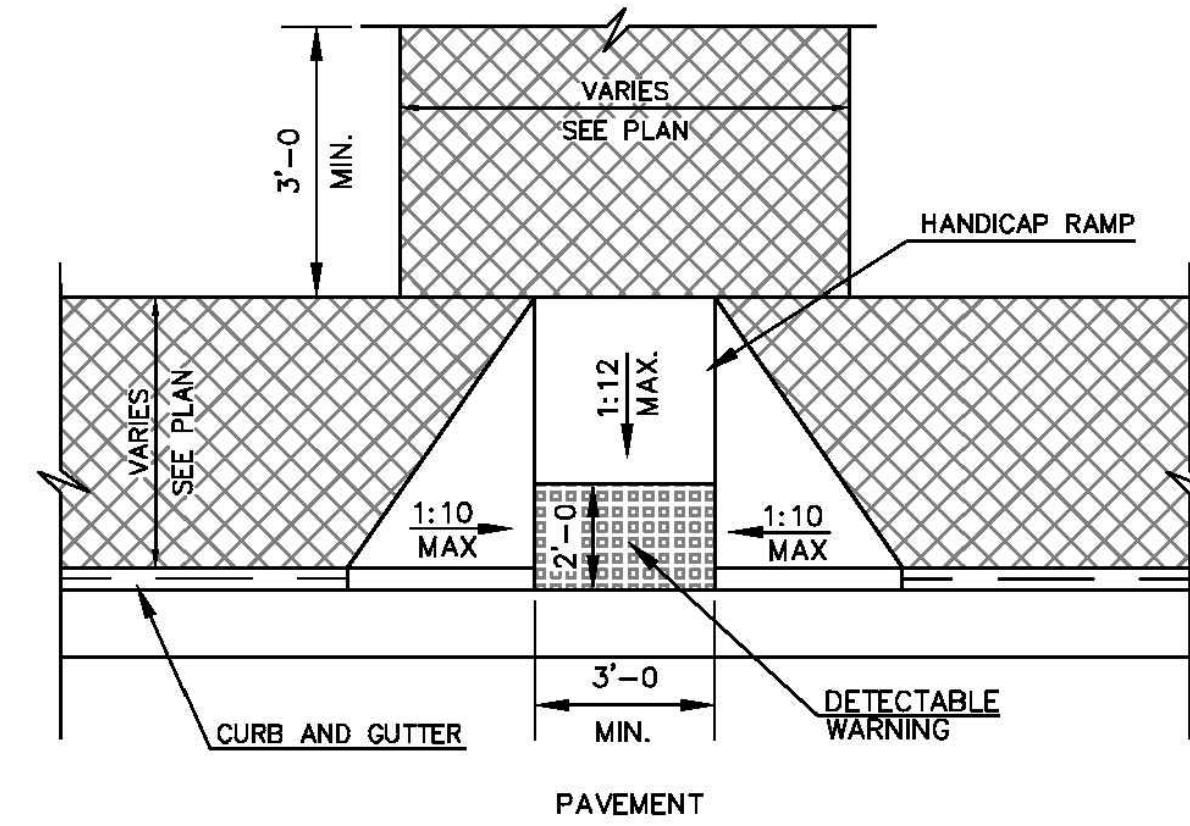 VARIES
SEE PLAN
3'-0
MIN.
HANDICAP RAMP
1:12
MAX.
VARIES
SEE PLAN
1:10
MAX
2'-0
1:10
MAX
3'-0
MIN.
DETECTABLE
WARNING
CURB AND GUTTER
PAVEMENT